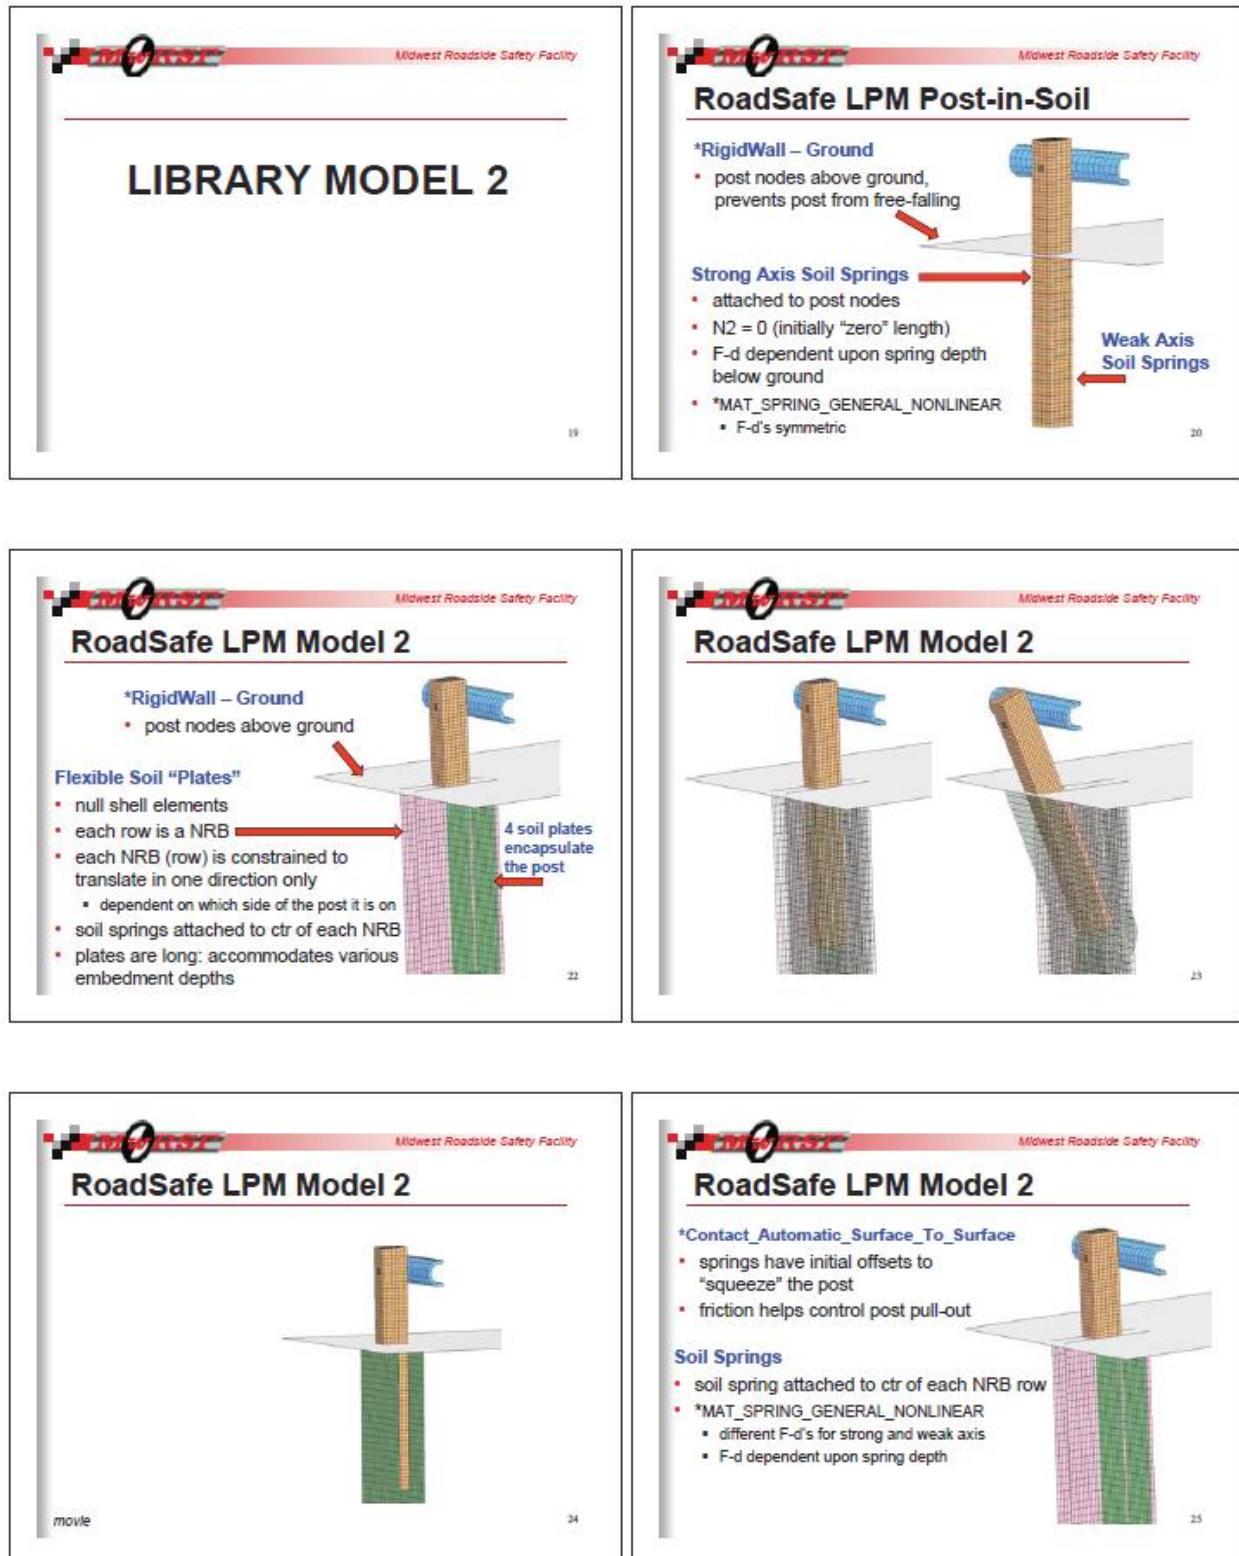 Midwest Roadside Safety Facility
LIBRARY MODEL 2
19
Midwest Roadside Safety Facility
RoadSafe LPM Post-in-Soil
*RigidWall – Ground
• post nodes above ground,
prevents post from free-falling
Strong Axis Soil Springs
• attached to post nodes
• N2 = 0 (initially "zero" length)
• F-d dependent upon spring depth
below ground
• *MAT_SPRING_GENERAL_NONLINEAR
▪ F-d's symmetric
Weak Axis
Soil Springs
20
Midwest Roadside Safety Facility
RoadSafe LPM Model 2
*RigidWall – Ground
• post nodes above ground
Flexible Soil "Plates"
• null shell elements
• each row is a NRB
• each NRB (row) is constrained to
translate in one direction only
▪ dependent on which side of the post it is on
• soil springs attached to ctr of each NRB
• plates are long: accommodates various
embedment depths
4 soil plates
encapsulate
the post
22
Midwest Roadside Safety Facility
RoadSafe LPM Model 2
23
Midwest Roadside Safety Facility
RoadSafe LPM Model 2
movie
24
Midwest Roadside Safety Facility
RoadSafe LPM Model 2
*Contact_Automatic_Surface_To_Surface
• springs have initial offsets to
"squeeze" the post
• friction helps control post pull-out
Soil Springs
• soil spring attached to ctr of each NRB row
• *MAT_SPRING_GENERAL_NONLINEAR
▪ different F-d's for strong and weak axis
▪ F-d dependent upon spring depth
25